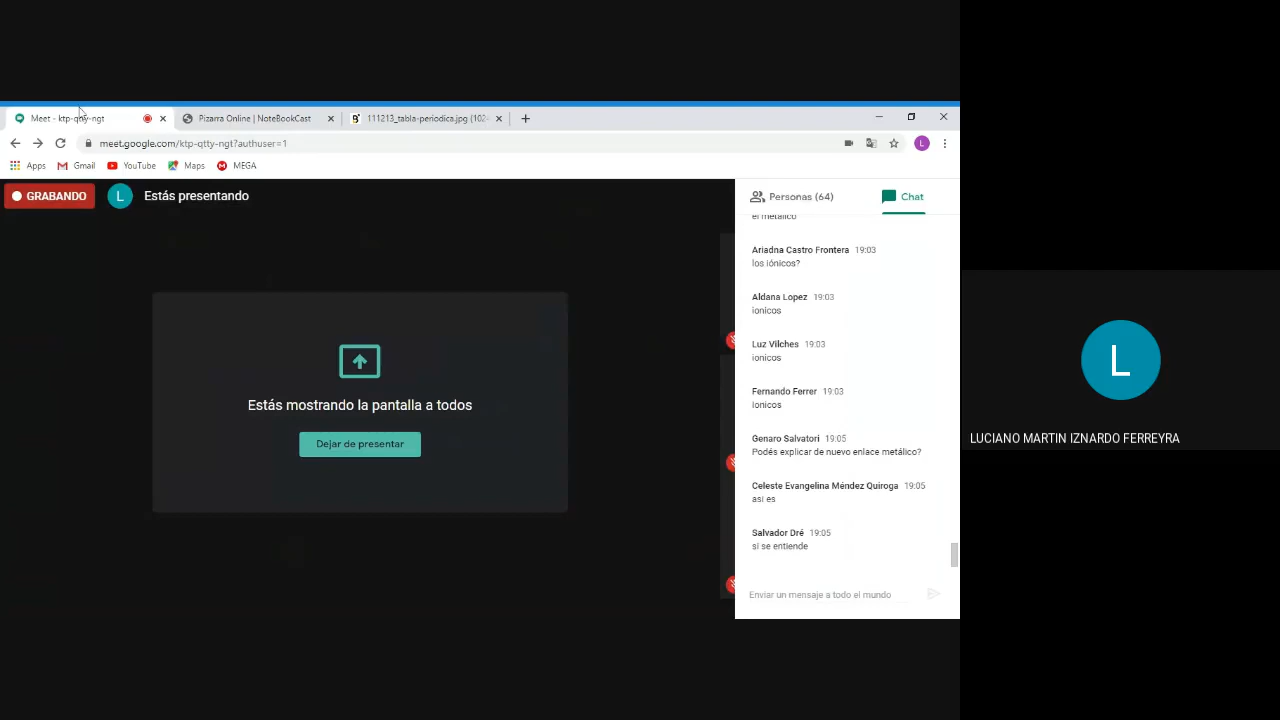 Meet - ktp-qtty-ngt
Pizarra Online | NoteBookCast
111213_tabla-periodica.jpg (102
meet.google.com/ktp-qtty-ngt?authuser=1
L
Apps
Gmail
YouTube
Maps
MEGA
GRABANDO
L
Estás presentando
Personas (64)
Chat
el metálico
Ariadna Castro Frontera 19:03
los iónicos?
Aldana Lopez 19:03
ionicos
Luz Vilches 19:03
ionicos
Fernando Ferrer 19:03
Ionicos
Genaro Salvatori 19:05
Podés explicar de nuevo enlace metálico?
Celeste Evangelina Méndez Quiroga 19:05
asi es
Salvador Dré 19:05
si se entiende
Enviar un mensaje a todo el mundo
Estás mostrando la pantalla a todos
Dejar de presentar
L
LUCIANO MARTIN IZNARDO FERREYRA